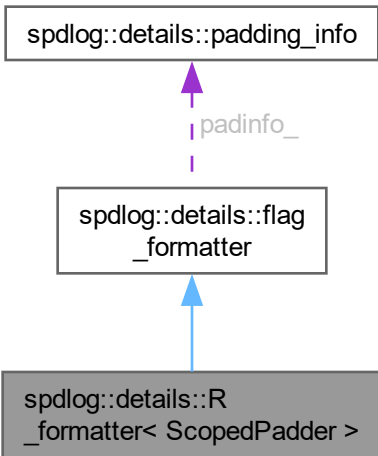 spdlog::details::padding_info
padinfo_
spdlog::details::flag
_formatter
spdlog::details::R
_formatter< ScopedPadder >